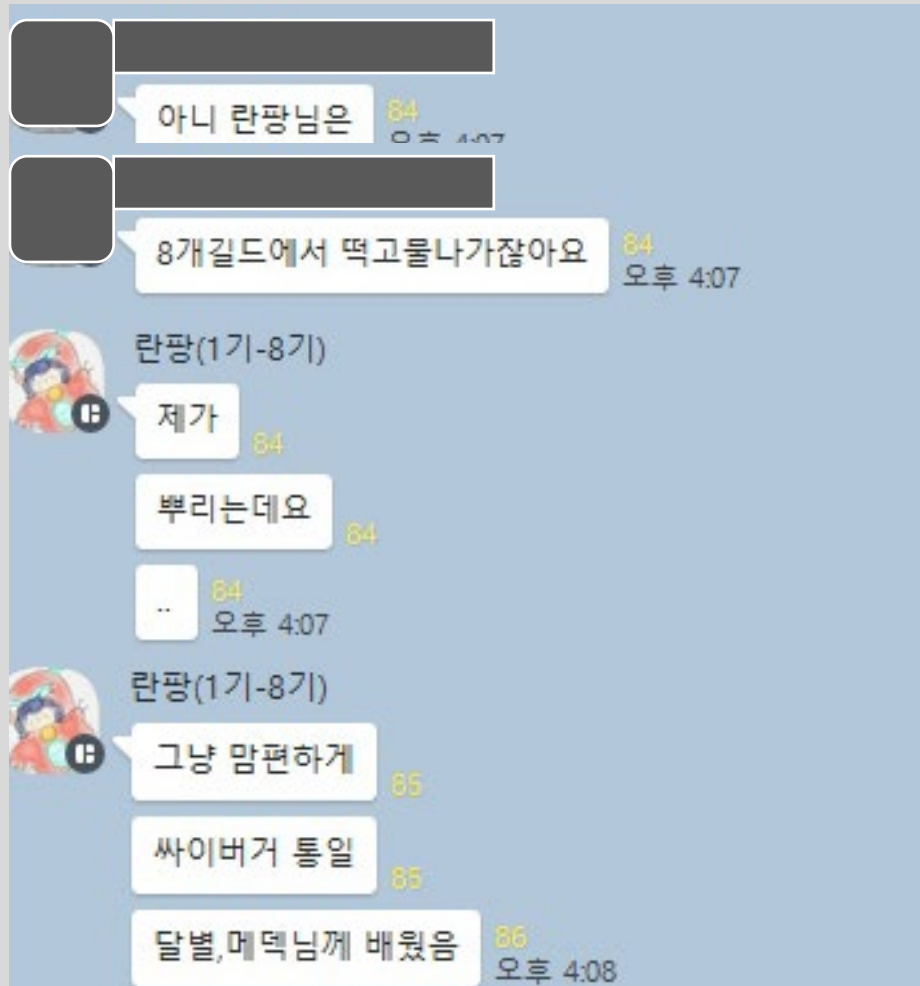 아니 란팡님은
84
오후 4:07
8개길드에서 떡고물나가잖아요
84
오후 4:07
란팡(1기-8기)
제가
84
뿌리는데요
84
..
84
오후 4:07
란팡(1기-8기)
그냥 맘편하게
85
싸이버거 통일
85
달별,메덱님께 배웠음
86
오후 4:08